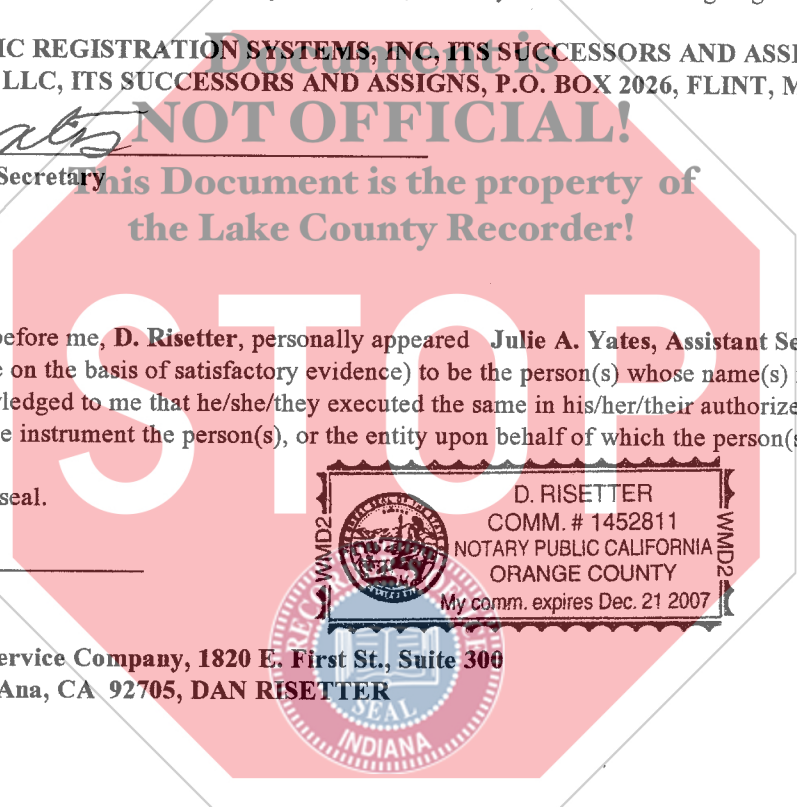 IC REGISTRATION SYSTEMS, INC, ITS SUCCESSORS AND ASSI
LLC, ITS SUCCESSORS AND ASSIGNS, P.O. BOX 2026, FLINT, M
Document is
NOT OFFICIAL!
This Document is the property of
the Lake County Recorder!
Secretary
STOP
before me, D. Risetter, personally appeared Julie A. Yates, Assistant Se
e on the basis of satisfactory evidence) to be the person(s) whose name(s)
ledged to me that he/she/they executed the same in his/her/their authorize
e instrument the person(s), or the entity upon behalf of which the person(s
seal.
D. RISETTER
COMM. # 1452811
NOTARY PUBLIC CALIFORNIA
ORANGE COUNTY
My comm. expires Dec. 21 2007
WMD2
WMD2
ervice Company, 1820 E. First St., Suite 300
Ana, CA 92705, DAN RISETTER
SEAL
INDIANA